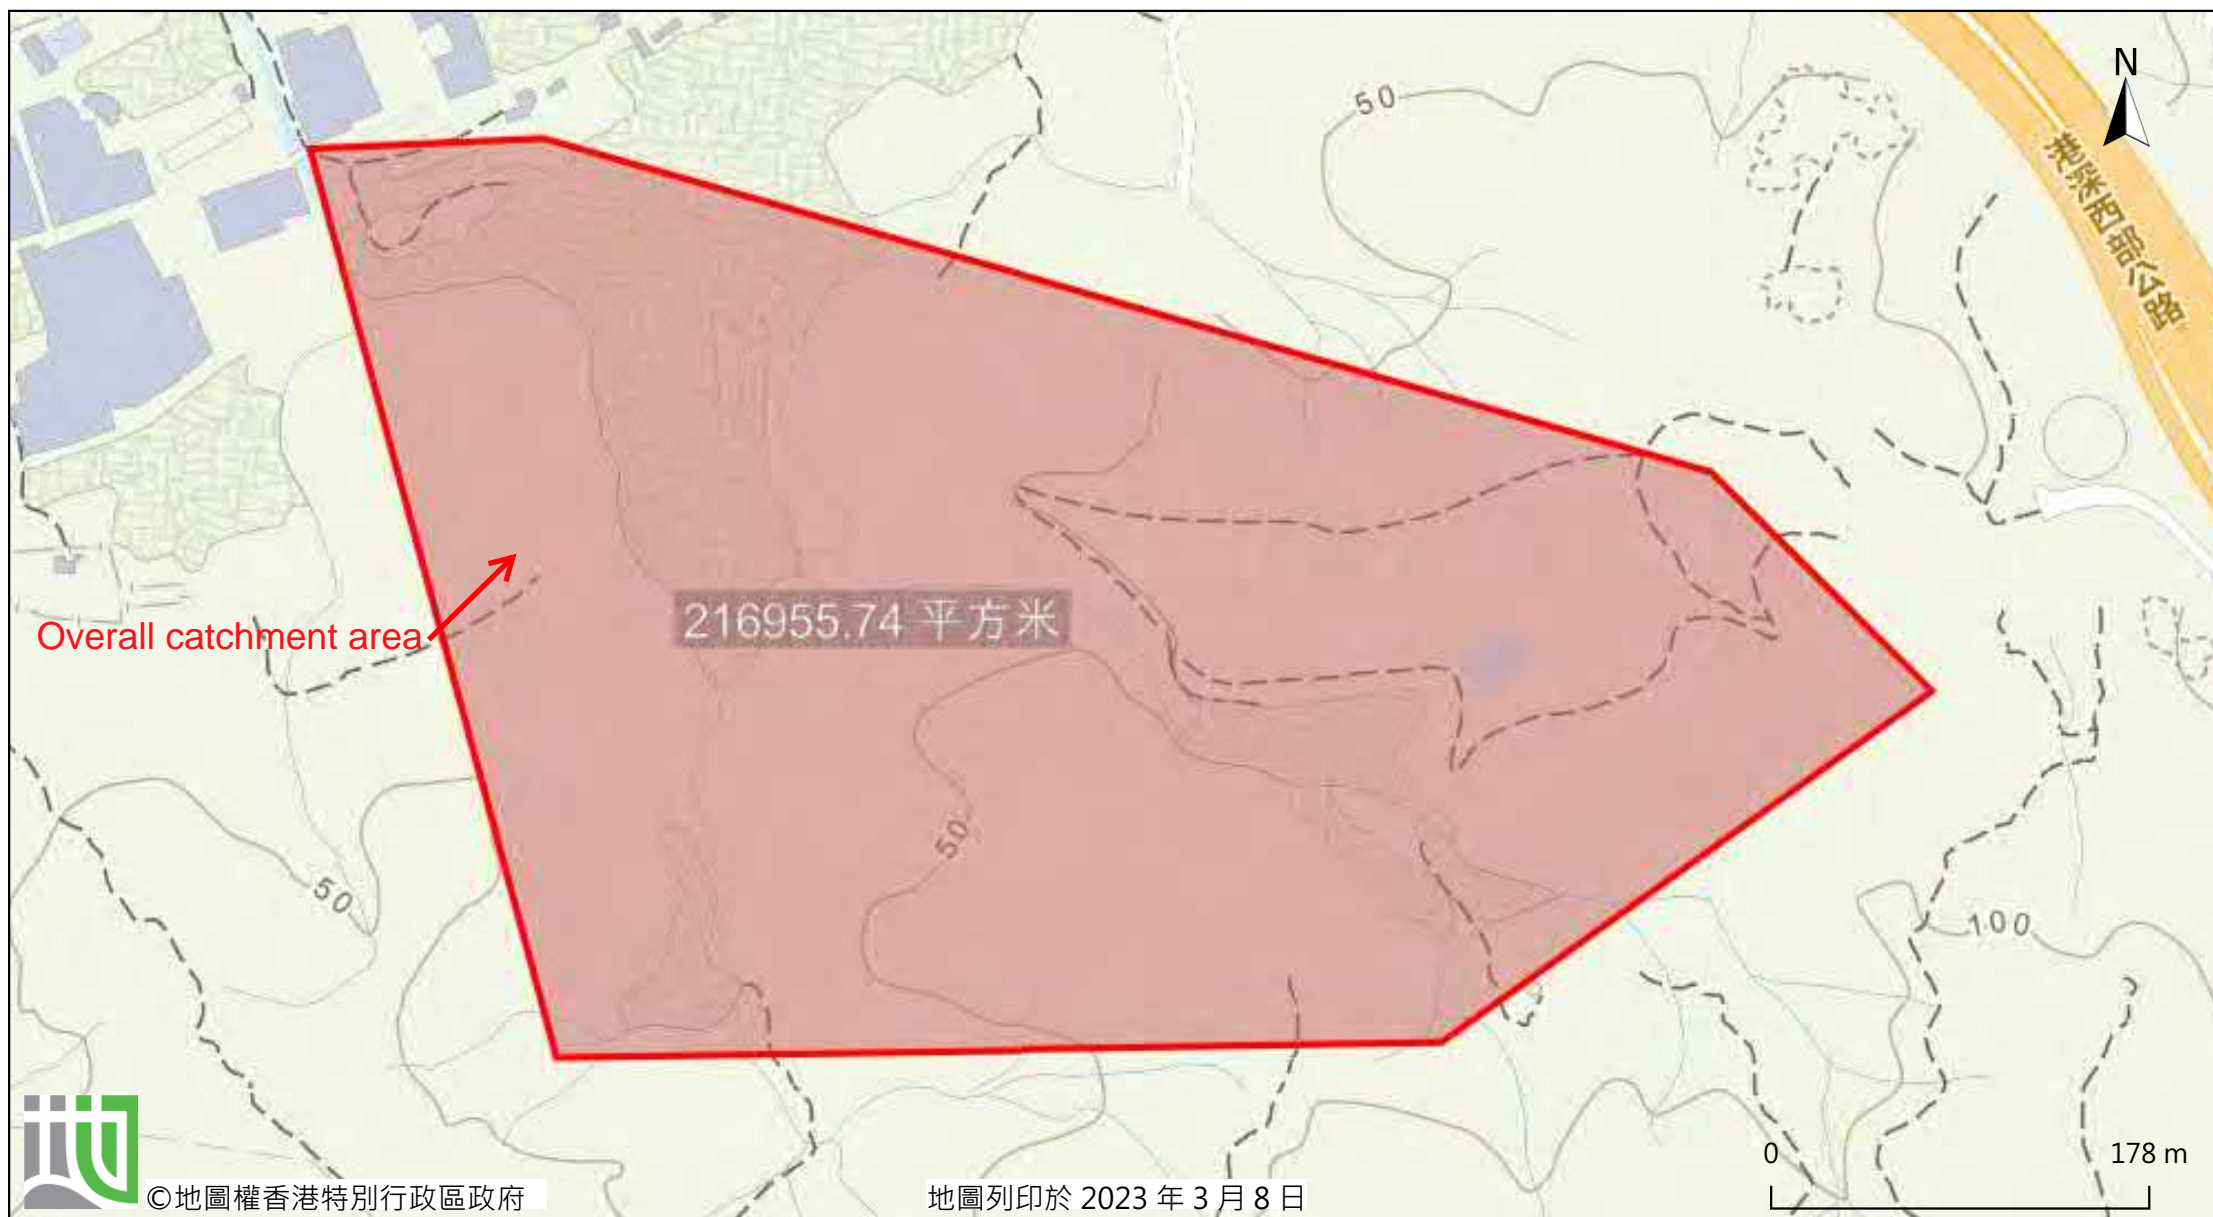 N
50
港深西部公路
216955.74 平方米
Overall catchment area
50
50
100
0
178 m
©地圖權香港特別行政區政府
地圖列印於 2023 年 3 月 8 日